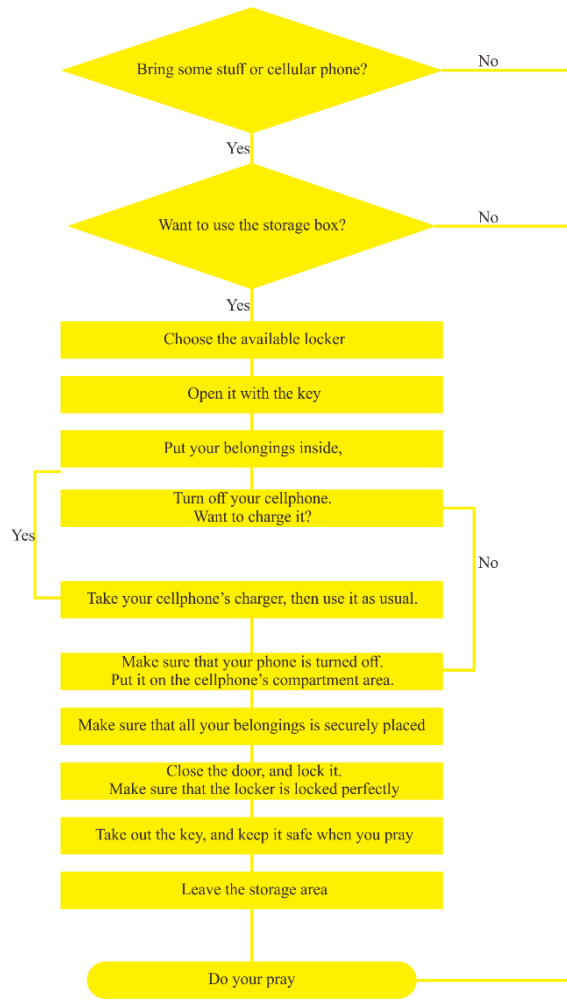 Bring some stuff or cellular phone?
No
Yes
Want to use the storage box?
No
Yes
Choose the available locker
Open it with the key
Put your belongings inside,
Turn off your cellphone.
Want to charge it?
Yes
No
Take your cellphone’s charger, then use it as usual.
Make sure that your phone is turned off.
Put it on the cellphone’s compartment area.
Make sure that all your belongings is securely placed
Close the door, and lock it.
Make sure that the locker is locked perfectly
Take out the key, and keep it safe when you pray
Leave the storage area
Do your pray